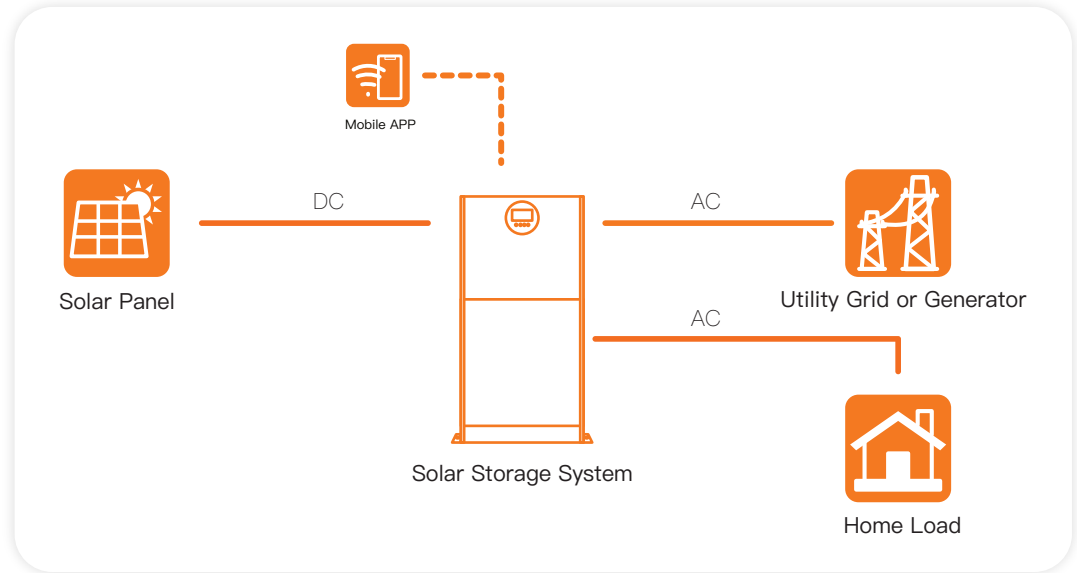 Mobile APP
DC
AC
Solar Panel
Utility Grid or Generator
AC
Solar Storage System
Home Load